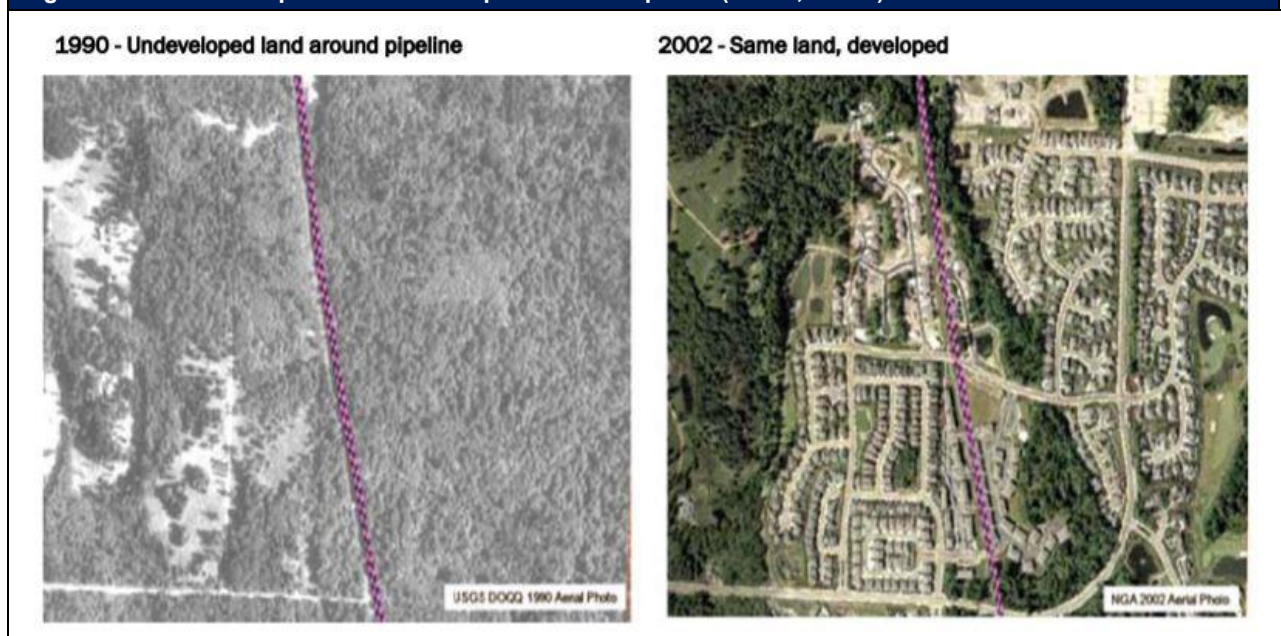 1990 - Undeveloped land around pipeline
2002 - Same land, developed
USGS DOQQ 1990 Aerial Photo
NGA 2002 Aerial Photo